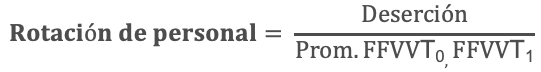 Rotación de personal = Deserción / Prom. FFVVT₀, FFVVT₁